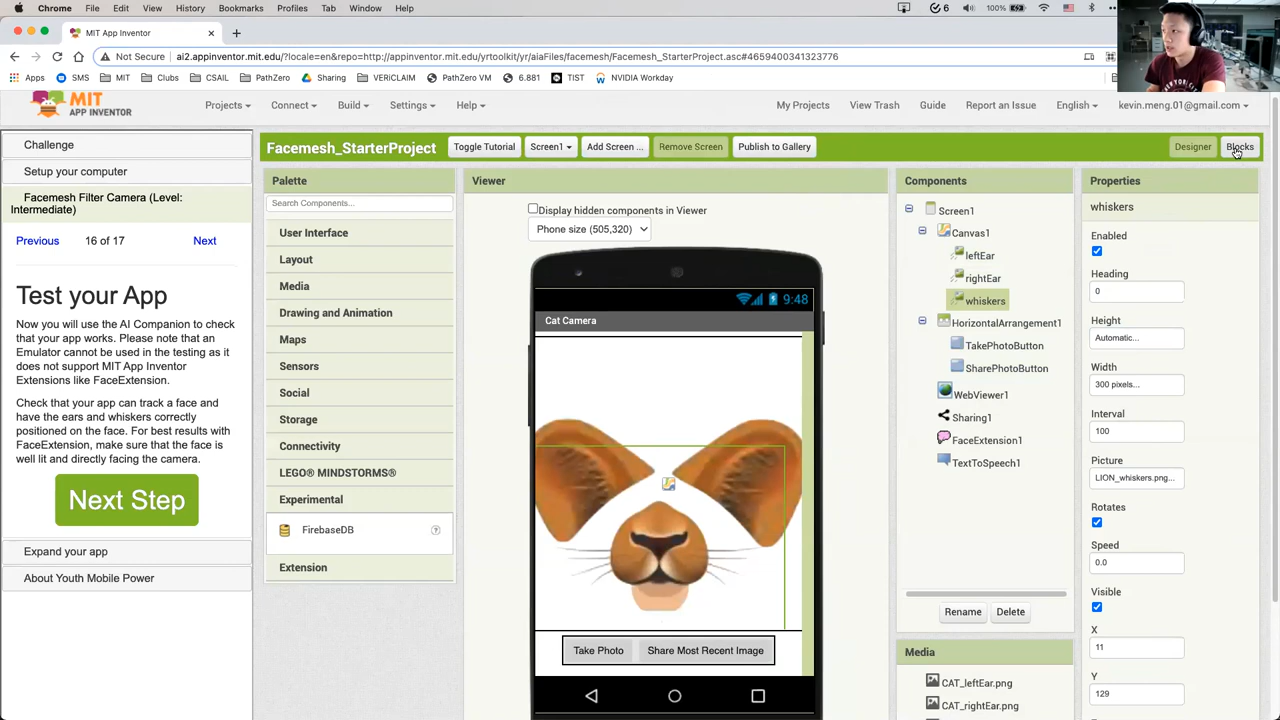 Chrome File Edit View History Bookmarks Profiles Tab Window Help
6 100%
MIT App Inventor
Not Secure ai2.appinventor.mit.edu/?locale=en&repo=http://appinventor.mit.edu/yrtoolkit/yr/aiaFiles/facemesh/Facemesh_StarterProject.asc#4659400341323776
Apps SMS MIT Clubs CSAIL PathZero Sharing VERiCLAIM PathZero VM 6.881 TIST NVIDIA Workday
MIT
APP INVENTOR
Projects Connect Build Settings Help My Projects View Trash Guide Report an Issue English kevin.meng.01@gmail.com
Challenge
Setup your computer
Facemesh Filter Camera (Level:
Intermediate)
Previous 16 of 17 Next
Test your App
Now you will use the AI Companion to check
that your app works. Please note that an
Emulator cannot be used in the testing as it
does not support MIT App Inventor
Extensions like FaceExtension.
Check that your app can track a face and
have the ears and whiskers correctly
positioned on the face. For best results with
FaceExtension, make sure that the face is
well lit and directly facing the camera.
Next Step
Expand your app
About Youth Mobile Power
Facemesh_StarterProject Toggle Tutorial Screen1 Add Screen ... Remove Screen Publish to Gallery Designer Blocks
Palette
Search Components...
User Interface
Layout
Media
Drawing and Animation
Maps
Sensors
Social
Storage
Connectivity
LEGO® MINDSTORMS®
Experimental
FirebaseDB ?
Extension
Viewer
Display hidden components in Viewer
Phone size (505,320)
9:48
Cat Camera
Take Photo Share Most Recent Image
Components
Screen1
Canvas1
leftEar
rightEar
whiskers
HorizontalArrangement1
TakePhotoButton
SharePhotoButton
WebViewer1
Sharing1
FaceExtension1
TextToSpeech1
Rename Delete
Media
CAT_leftEar.png
CAT_rightEar.png
Properties
whiskers
Enabled
Heading
0
Height
Automatic...
Width
300 pixels...
Interval
100
Picture
LION_whiskers.png...
Rotates
Speed
0.0
Visible
X
11
Y
129